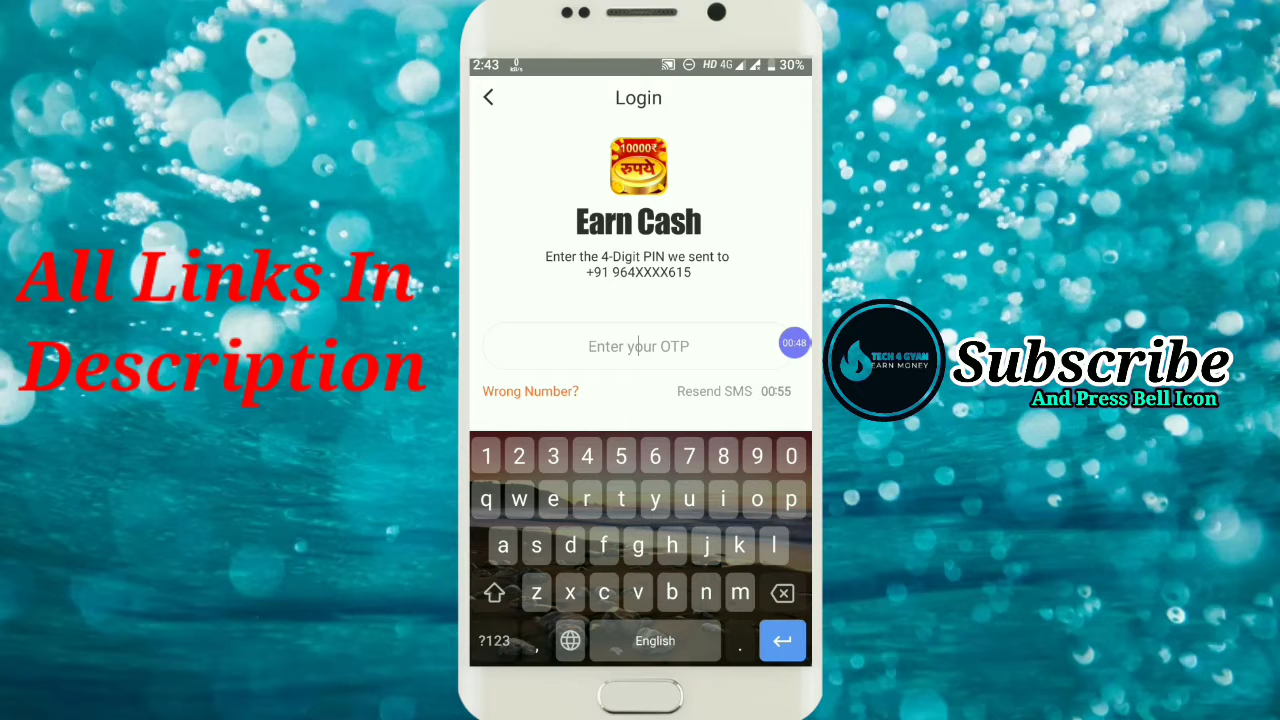 2:43 0 kB/s HD 4G 30%
Login
10000₹
रुपये
Earn Cash
Enter the 4-Digit PIN we sent to
+91 964XXXX615
Enter your OTP
00:48
Wrong Number? Resend SMS 00:55
1 2 3 4 5 6 7 8 9 0
q w e r t y u i o p
a s d f g h j k l
z x c v b n m
?123 , English .
All Links In
Description
TECH 4 GYAN
EARN MONEY
Subscribe
And Press Bell Icon